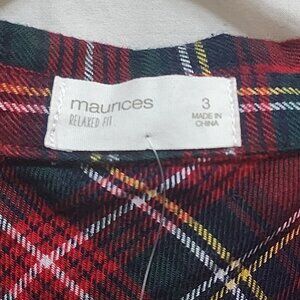 maurices
RELAXED FIT
3
MADE IN
CHINA